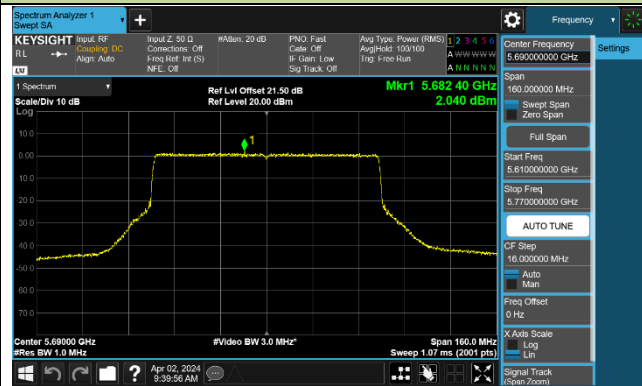 Spectrum Analyzer 1
Swept SA
Frequency
KEYSIGHT
RL
Input: RF
Coupling: DC
Align: Auto
Input Z: 50 Ω
Corrections: Off
Freq Ref: Int (S)
NFE: Off
#Atten: 20 dB
PNO: Fast
Gate: Off
IF Gain: Low
Sig Track: Off
Avg Type: Power (RMS)
Avg|Hold: 100/100
Trig: Free Run
1 2 3 4 5 6
A W W W W W
A N N N N N
LXI
1 Spectrum
Scale/Div 10 dB
Log
Ref Lvl Offset 21.50 dB
Ref Level 20.00 dBm
Mkr1 5.682 40 GHz
2.040 dBm
1
10.0
0.00
-10.0
-20.0
-30.0
-40.0
-50.0
-60.0
-70.0
Center 5.69000 GHz
#Res BW 1.0 MHz
#Video BW 3.0 MHz*
Span 160.0 MHz
Sweep 1.07 ms (2001 pts)
Apr 02, 2024
9:39:56 AM
Center Frequency
5.690000000 GHz
Settings
Span
160.000000 MHz
Swept Span
Zero Span
Full Span
Start Freq
5.610000000 GHz
Stop Freq
5.770000000 GHz
AUTO TUNE
CF Step
16.000000 MHz
Auto
Man
Freq Offset
0 Hz
X Axis Scale
Log
Lin
Signal Track
(Span Zoom)